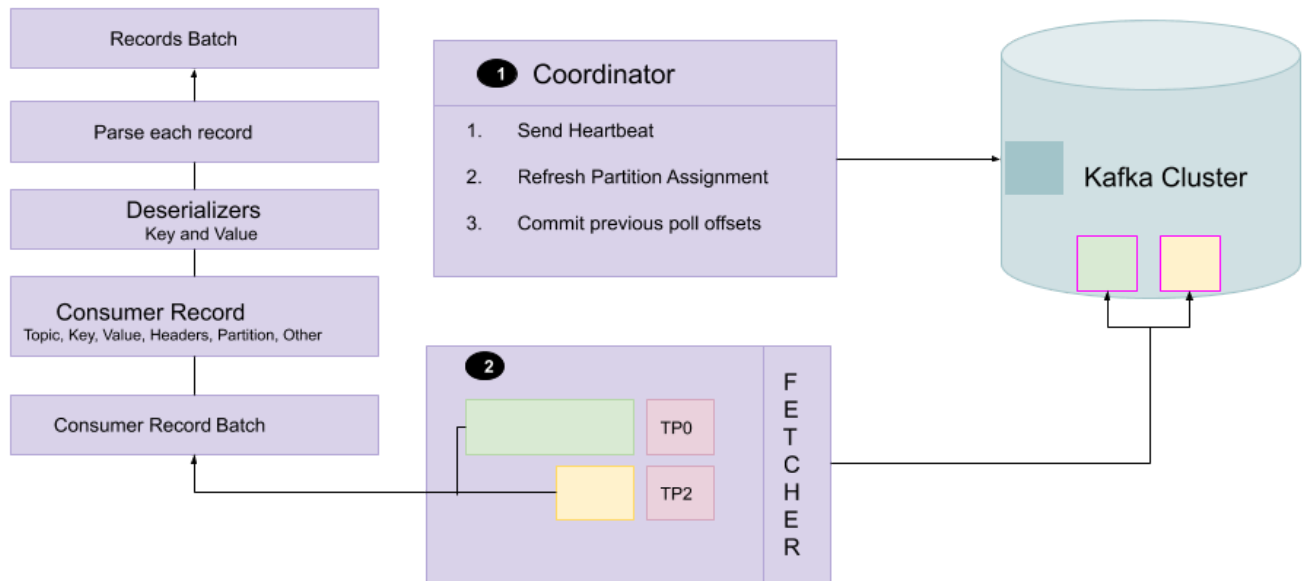 Records Batch
Parse each record
Deserializers
Key and Value
Consumer Record
Topic, Key, Value, Headers, Partition, Other
Consumer Record Batch
1 Coordinator
1. Send Heartbeat
2. Refresh Partition Assignment
3. Commit previous poll offsets
2
TP0
TP2
F
E
T
C
H
E
R
Kafka Cluster